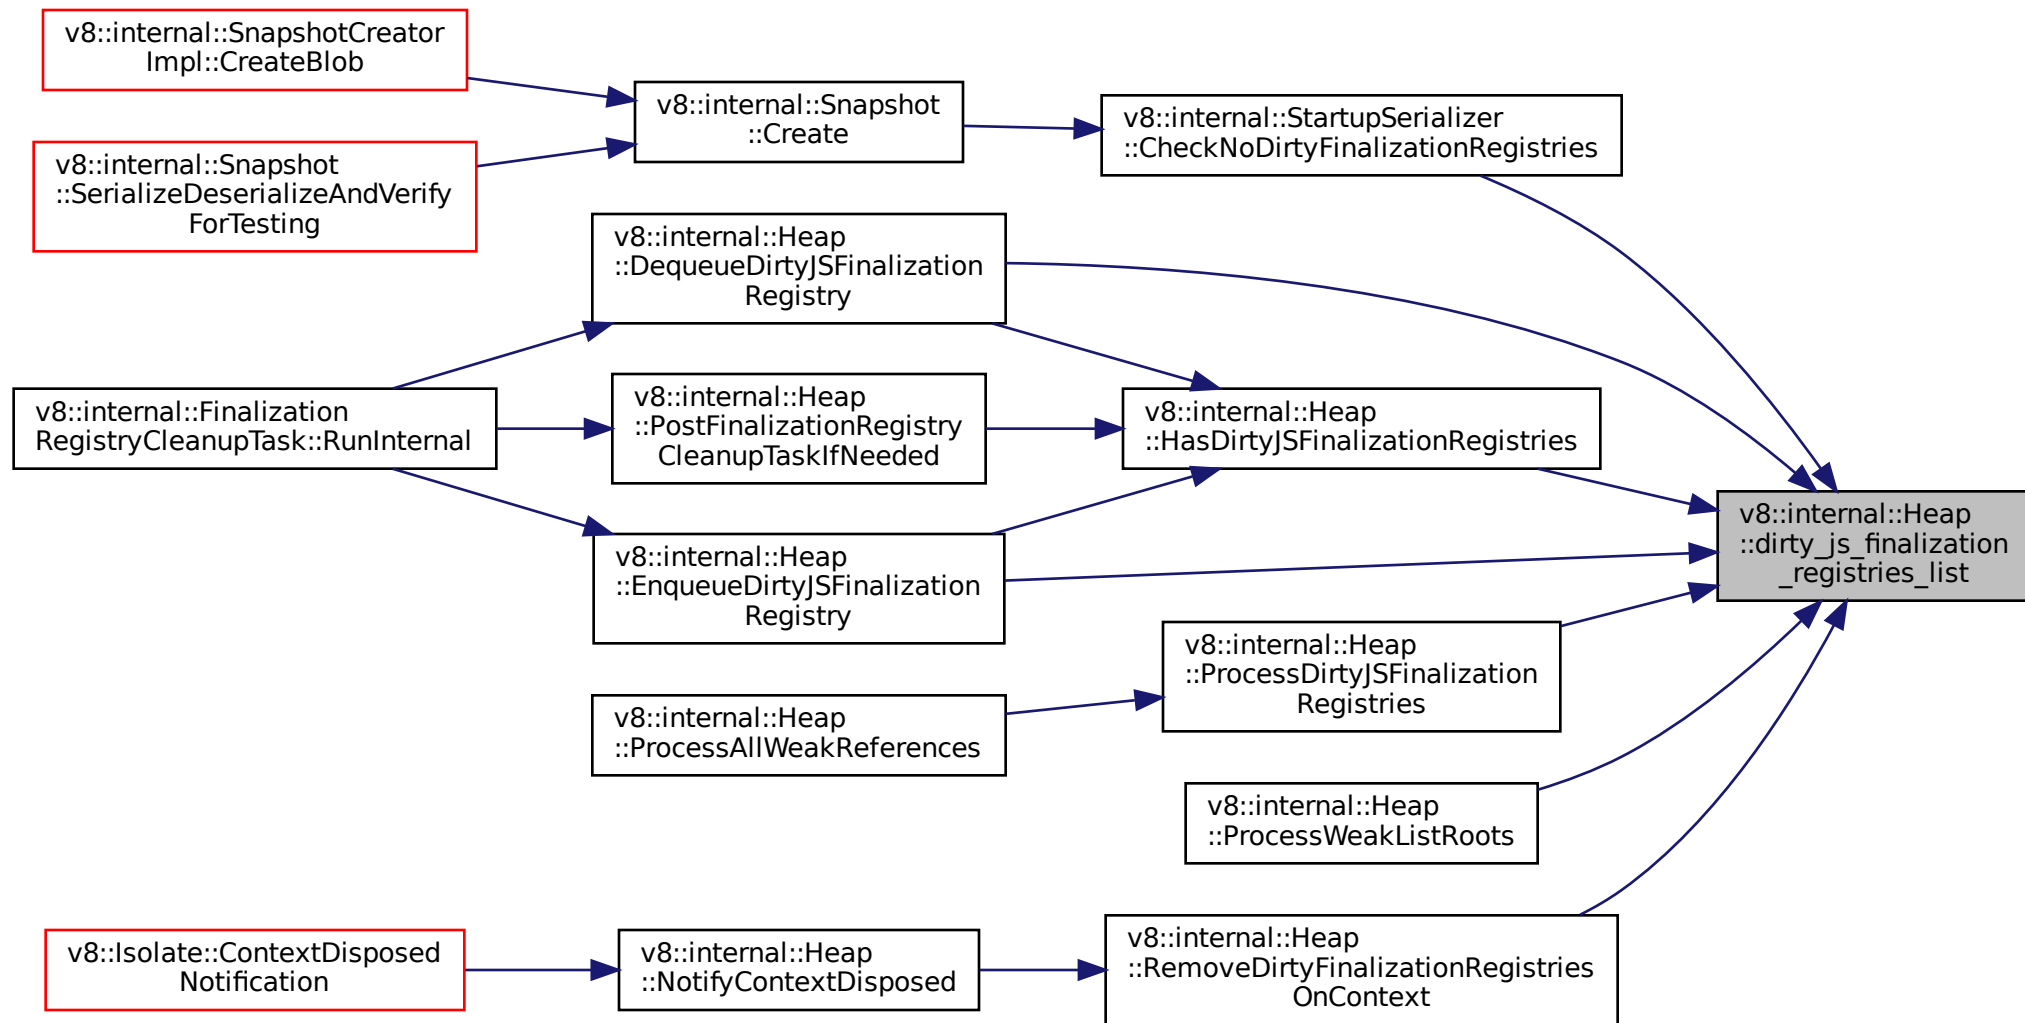 v8::internal::SnapshotCreator
Impl::CreateBlob
v8::internal::Snapshot
::SerializeDeserializeAndVerify
ForTesting
v8::internal::Snapshot
::Create
v8::internal::StartupSerializer
::CheckNoDirtyFinalizationRegistries
v8::internal::Heap
::DequeueDirtyJSFinalization
Registry
v8::internal::Finalization
RegistryCleanupTask::RunInternal
v8::internal::Heap
::PostFinalizationRegistry
CleanupTaskIfNeeded
v8::internal::Heap
::HasDirtyJSFinalizationRegistries
v8::internal::Heap
::dirty_js_finalization
_registries_list
v8::internal::Heap
::EnqueueDirtyJSFinalization
Registry
v8::internal::Heap
::ProcessDirtyJSFinalization
Registries
v8::internal::Heap
::ProcessAllWeakReferences
v8::internal::Heap
::ProcessWeakListRoots
v8::Isolate::ContextDisposed
Notification
v8::internal::Heap
::NotifyContextDisposed
v8::internal::Heap
::RemoveDirtyFinalizationRegistries
OnContext